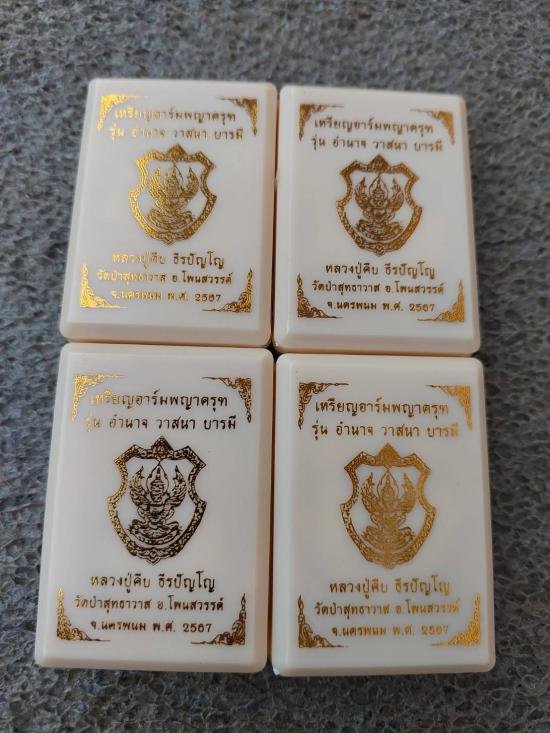 เหรียญอาร์มพญาครุฑ
รุ่น อำนาจ วาสนา บารมี
หลวงปู่คีบ ธีรปัญโญ
วัดป่าสุทธาวาส อ.โพนสวรรค์
จ.นครพนม พ.ศ. 2567
เหรียญอาร์มพญาครุฑ
รุ่น อำนาจ วาสนา บารมี
หลวงปู่คีบ ธีรปัญโญ
วัดป่าสุทธาวาส อ.โพนสวรรค์
จ.นครพนม พ.ศ. 2567
เหรียญอาร์มพญาครุฑ
รุ่น อำนาจ วาสนา บารมี
หลวงปู่คีบ ธีรปัญโญ
วัดป่าสุทธาวาส อ.โพนสวรรค์
จ.นครพนม พ.ศ. 2567
เหรียญอาร์มพญาครุฑ
รุ่น อำนาจ วาสนา บารมี
หลวงปู่คีบ ธีรปัญโญ
วัดป่าสุทธาวาส อ.โพนสวรรค์
จ.นครพนม พ.ศ. 2567